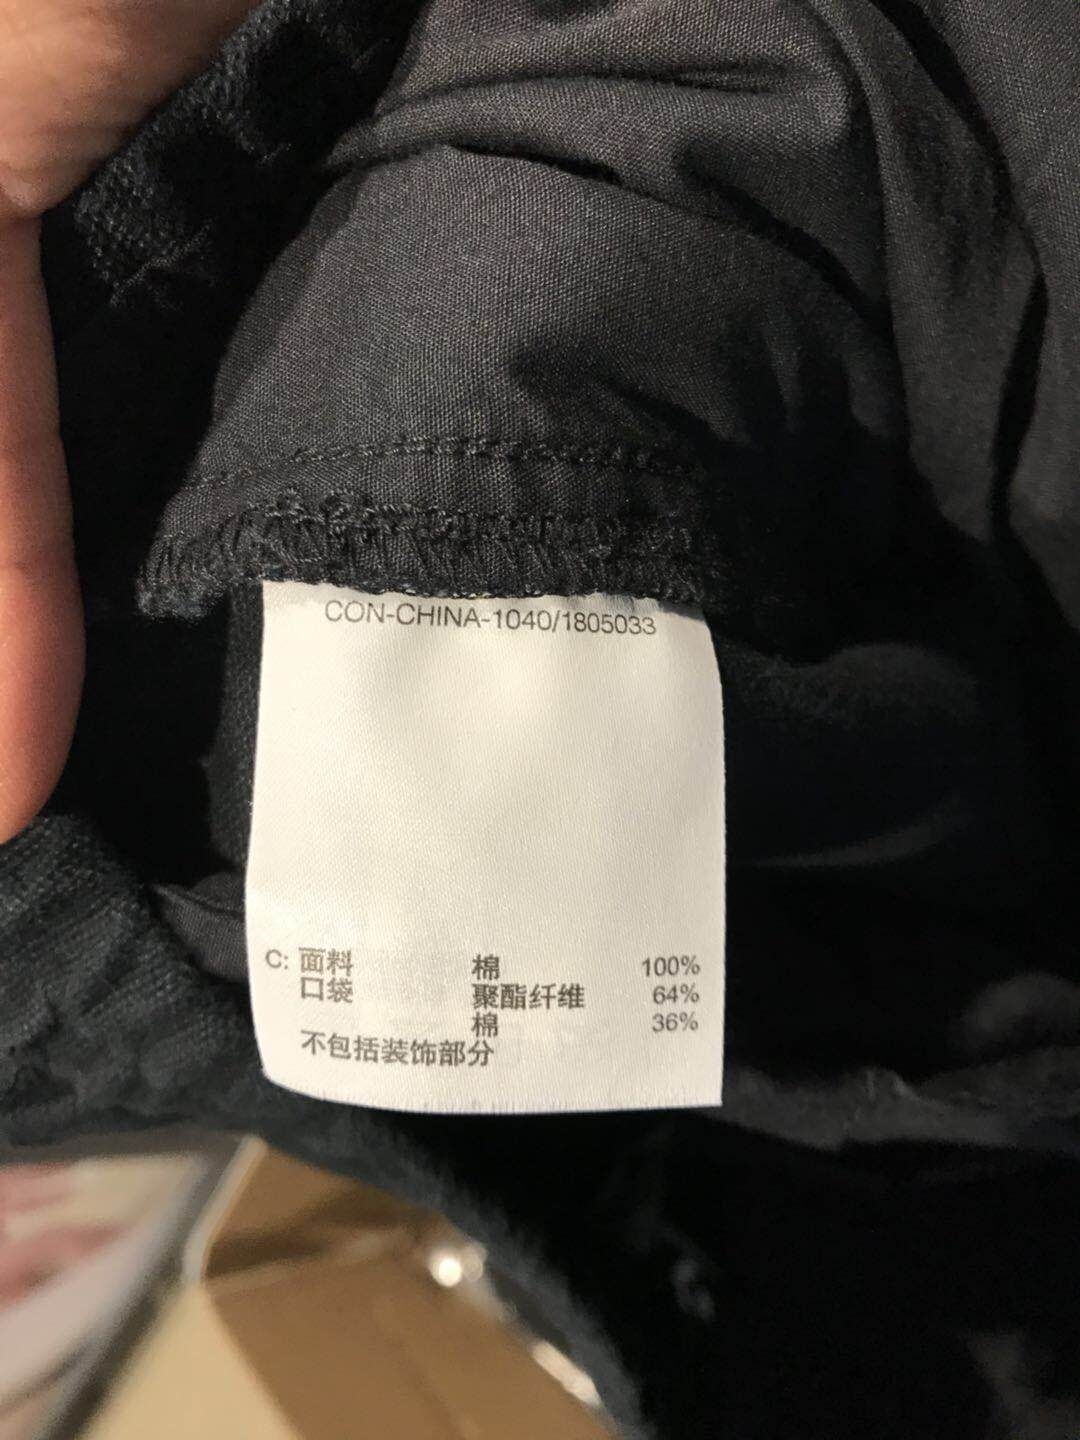 CON-CHINA-1040/1805033
C: 面料 棉 100%
口袋 聚酯纤维 64%
棉 36%
不包括装饰部分